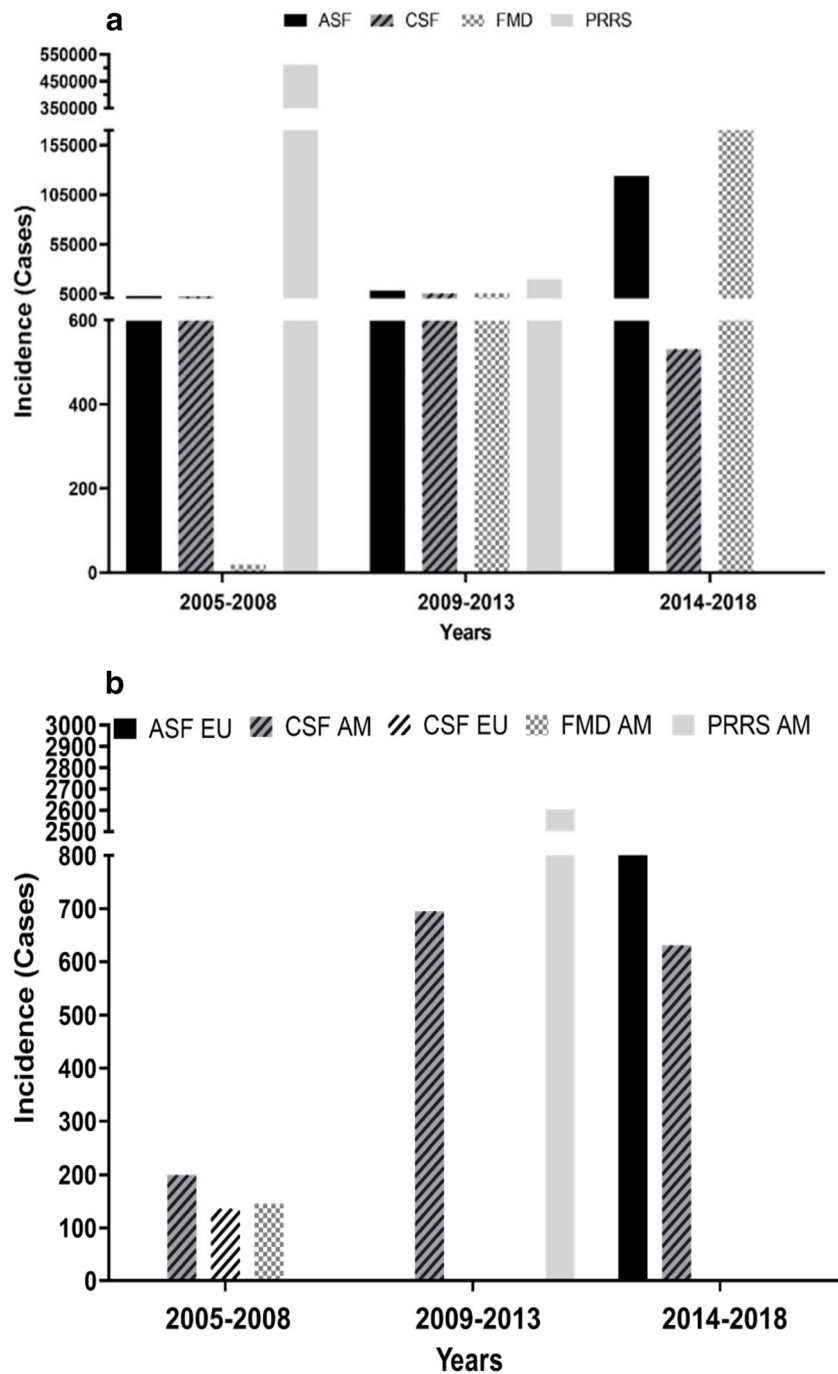 a
ASF CSF FMD PRRS
550000
450000
350000
155000
105000
55000
5000
600
400
200
0
Incidence (Cases)
2005-2008 2009-2013 2014-2018
Years
b
ASF EU CSF AM CSF EU FMD AM PRRS AM
3000
2900
2800
2700
2600
2500
800
700
600
500
400
300
200
100
0
Incidence (Cases)
2005-2008 2009-2013 2014-2018
Years